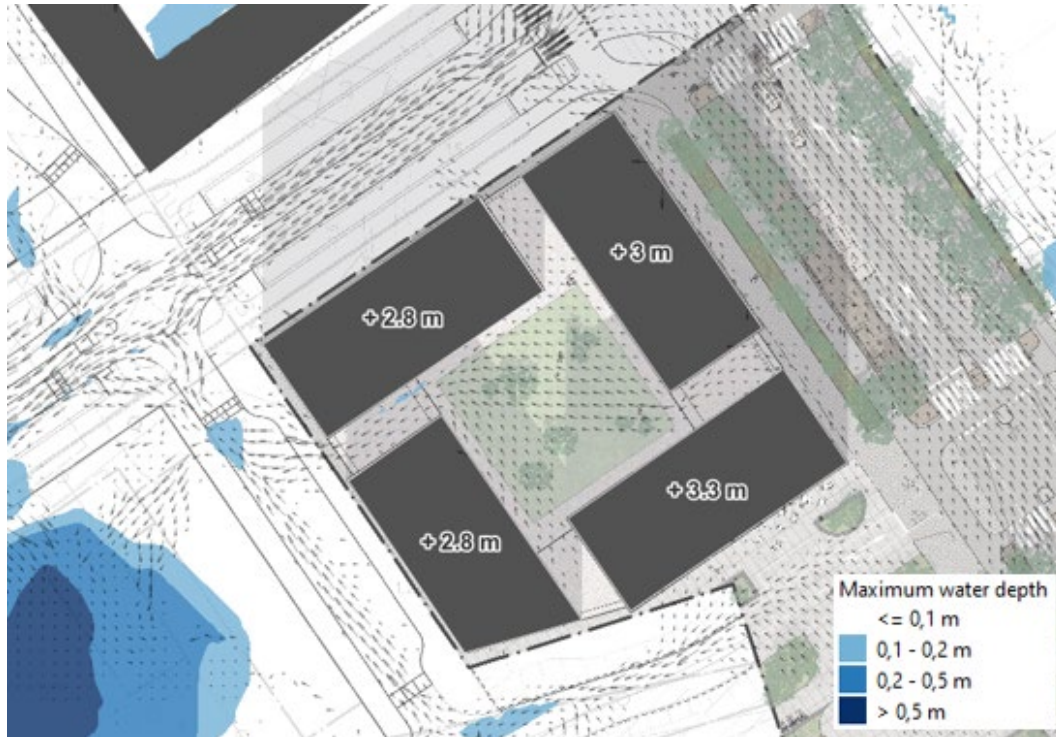 + 3 m
+ 2.8 m
+ 3.3 m
+ 2.8 m
Maximum water depth
<= 0,1 m
0,1 - 0,2 m
0,2 - 0,5 m
> 0,5 m